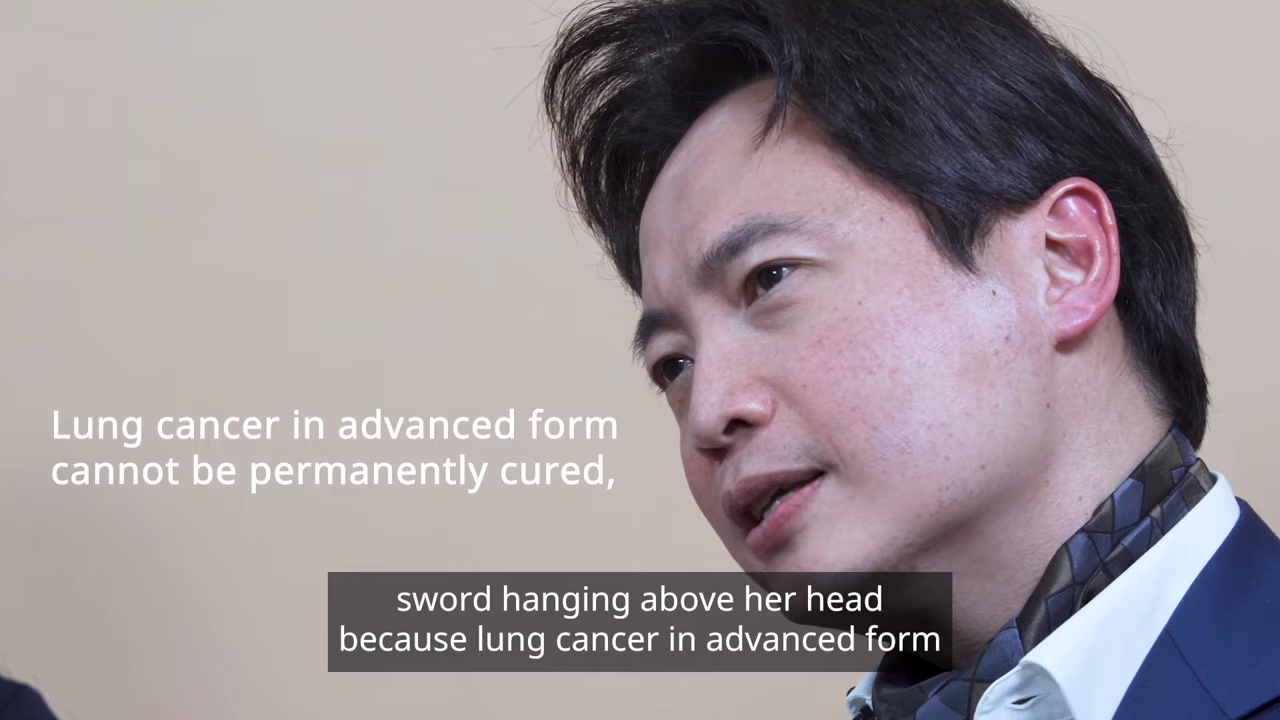 Lung cancer in advanced form
cannot be permanently cured,
sword hanging above her head
because lung cancer in advanced form